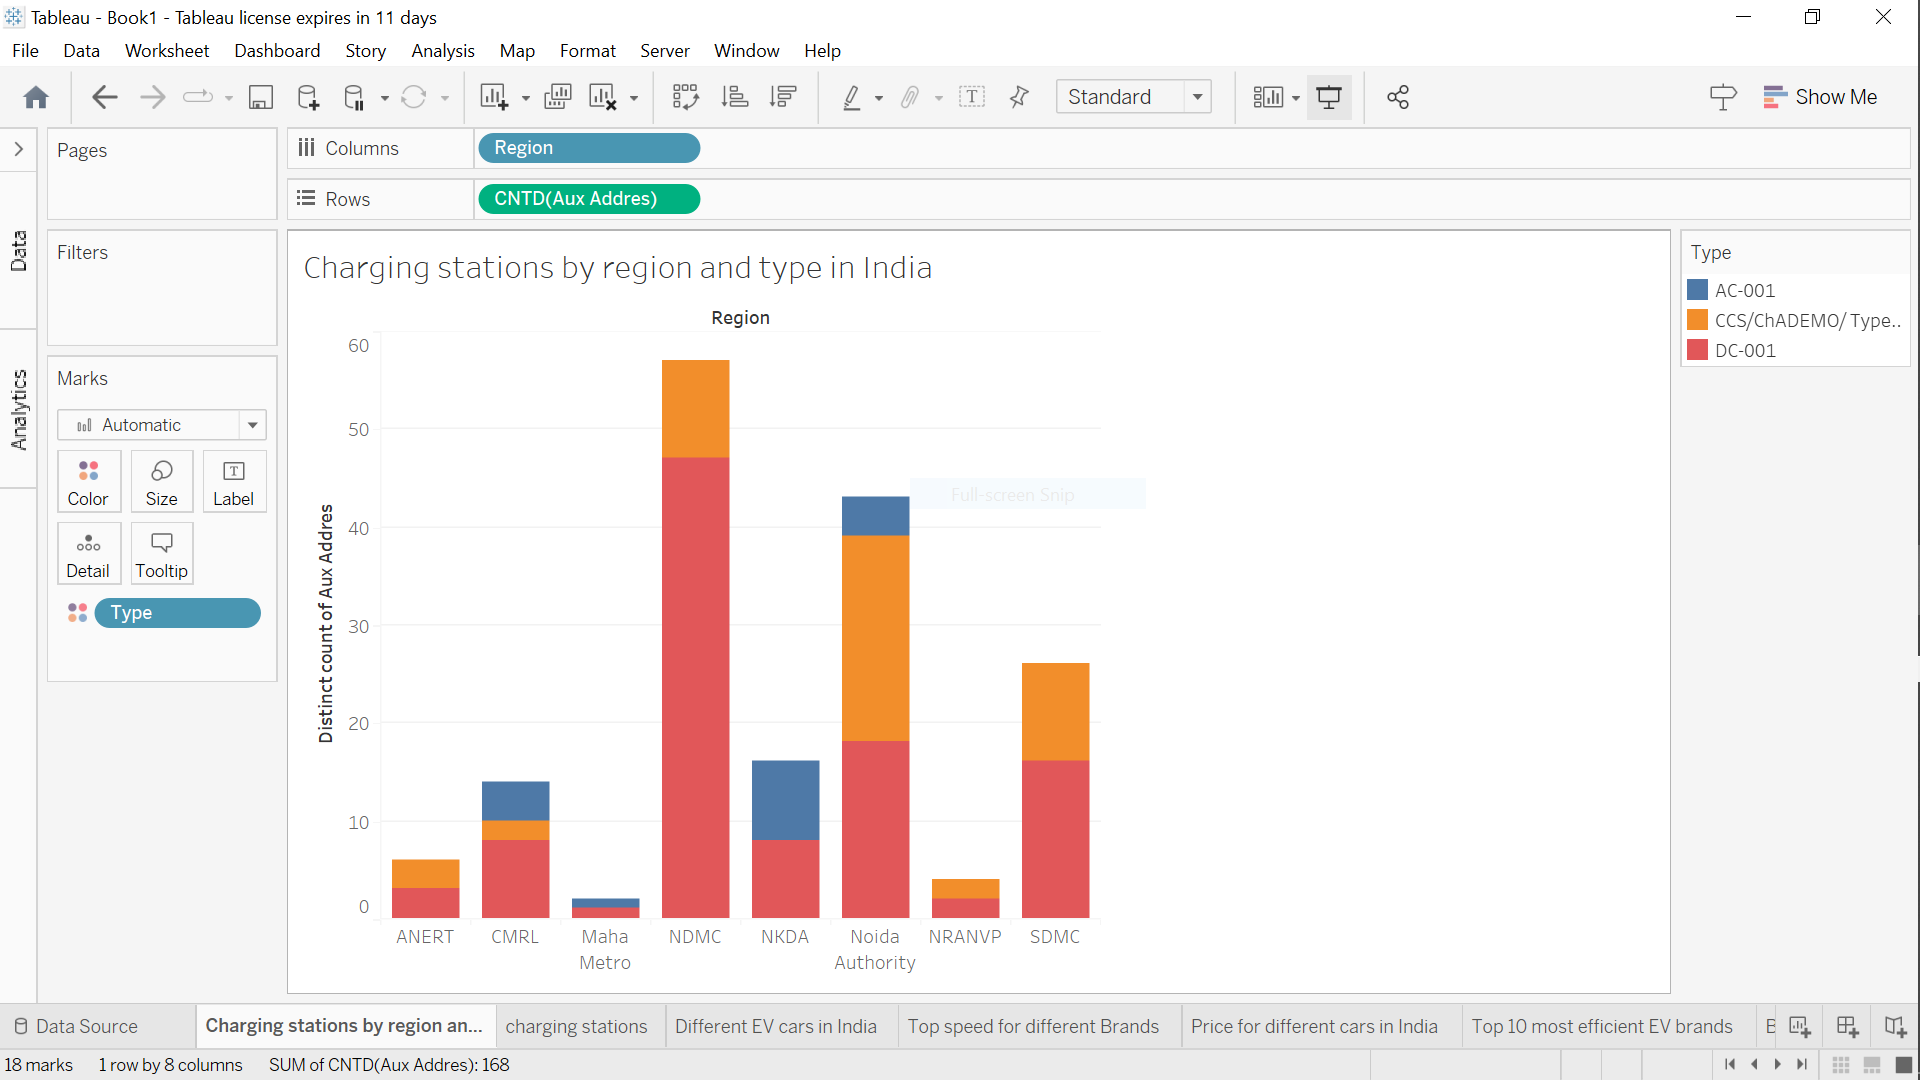 Tableau - Book1 - Tableau license expires in 11 days
File Data Worksheet Dashboard Story Analysis Map Format Server Window Help
Standard
Show Me
Pages
Columns Region
Rows CNTD(Aux Addres)
Data
Analytics
Filters
Marks
Automatic
Color Size Label
Detail Tooltip
Type
Charging stations by region and type in India
Region
Distinct count of Aux Addres
60
50
40
30
20
10
0
Full-screen Snip
ANERT CMRL Maha Metro NDMC NKDA Noida Authority NRANVP SDMC
Type
AC-001
CCS/ChADEMO/ Type..
DC-001
Data Source Charging stations by region an... charging stations Different EV cars in India Top speed for different Brands Price for different cars in India Top 10 most efficient EV brands
18 marks 1 row by 8 columns SUM of CNTD(Aux Addres): 168